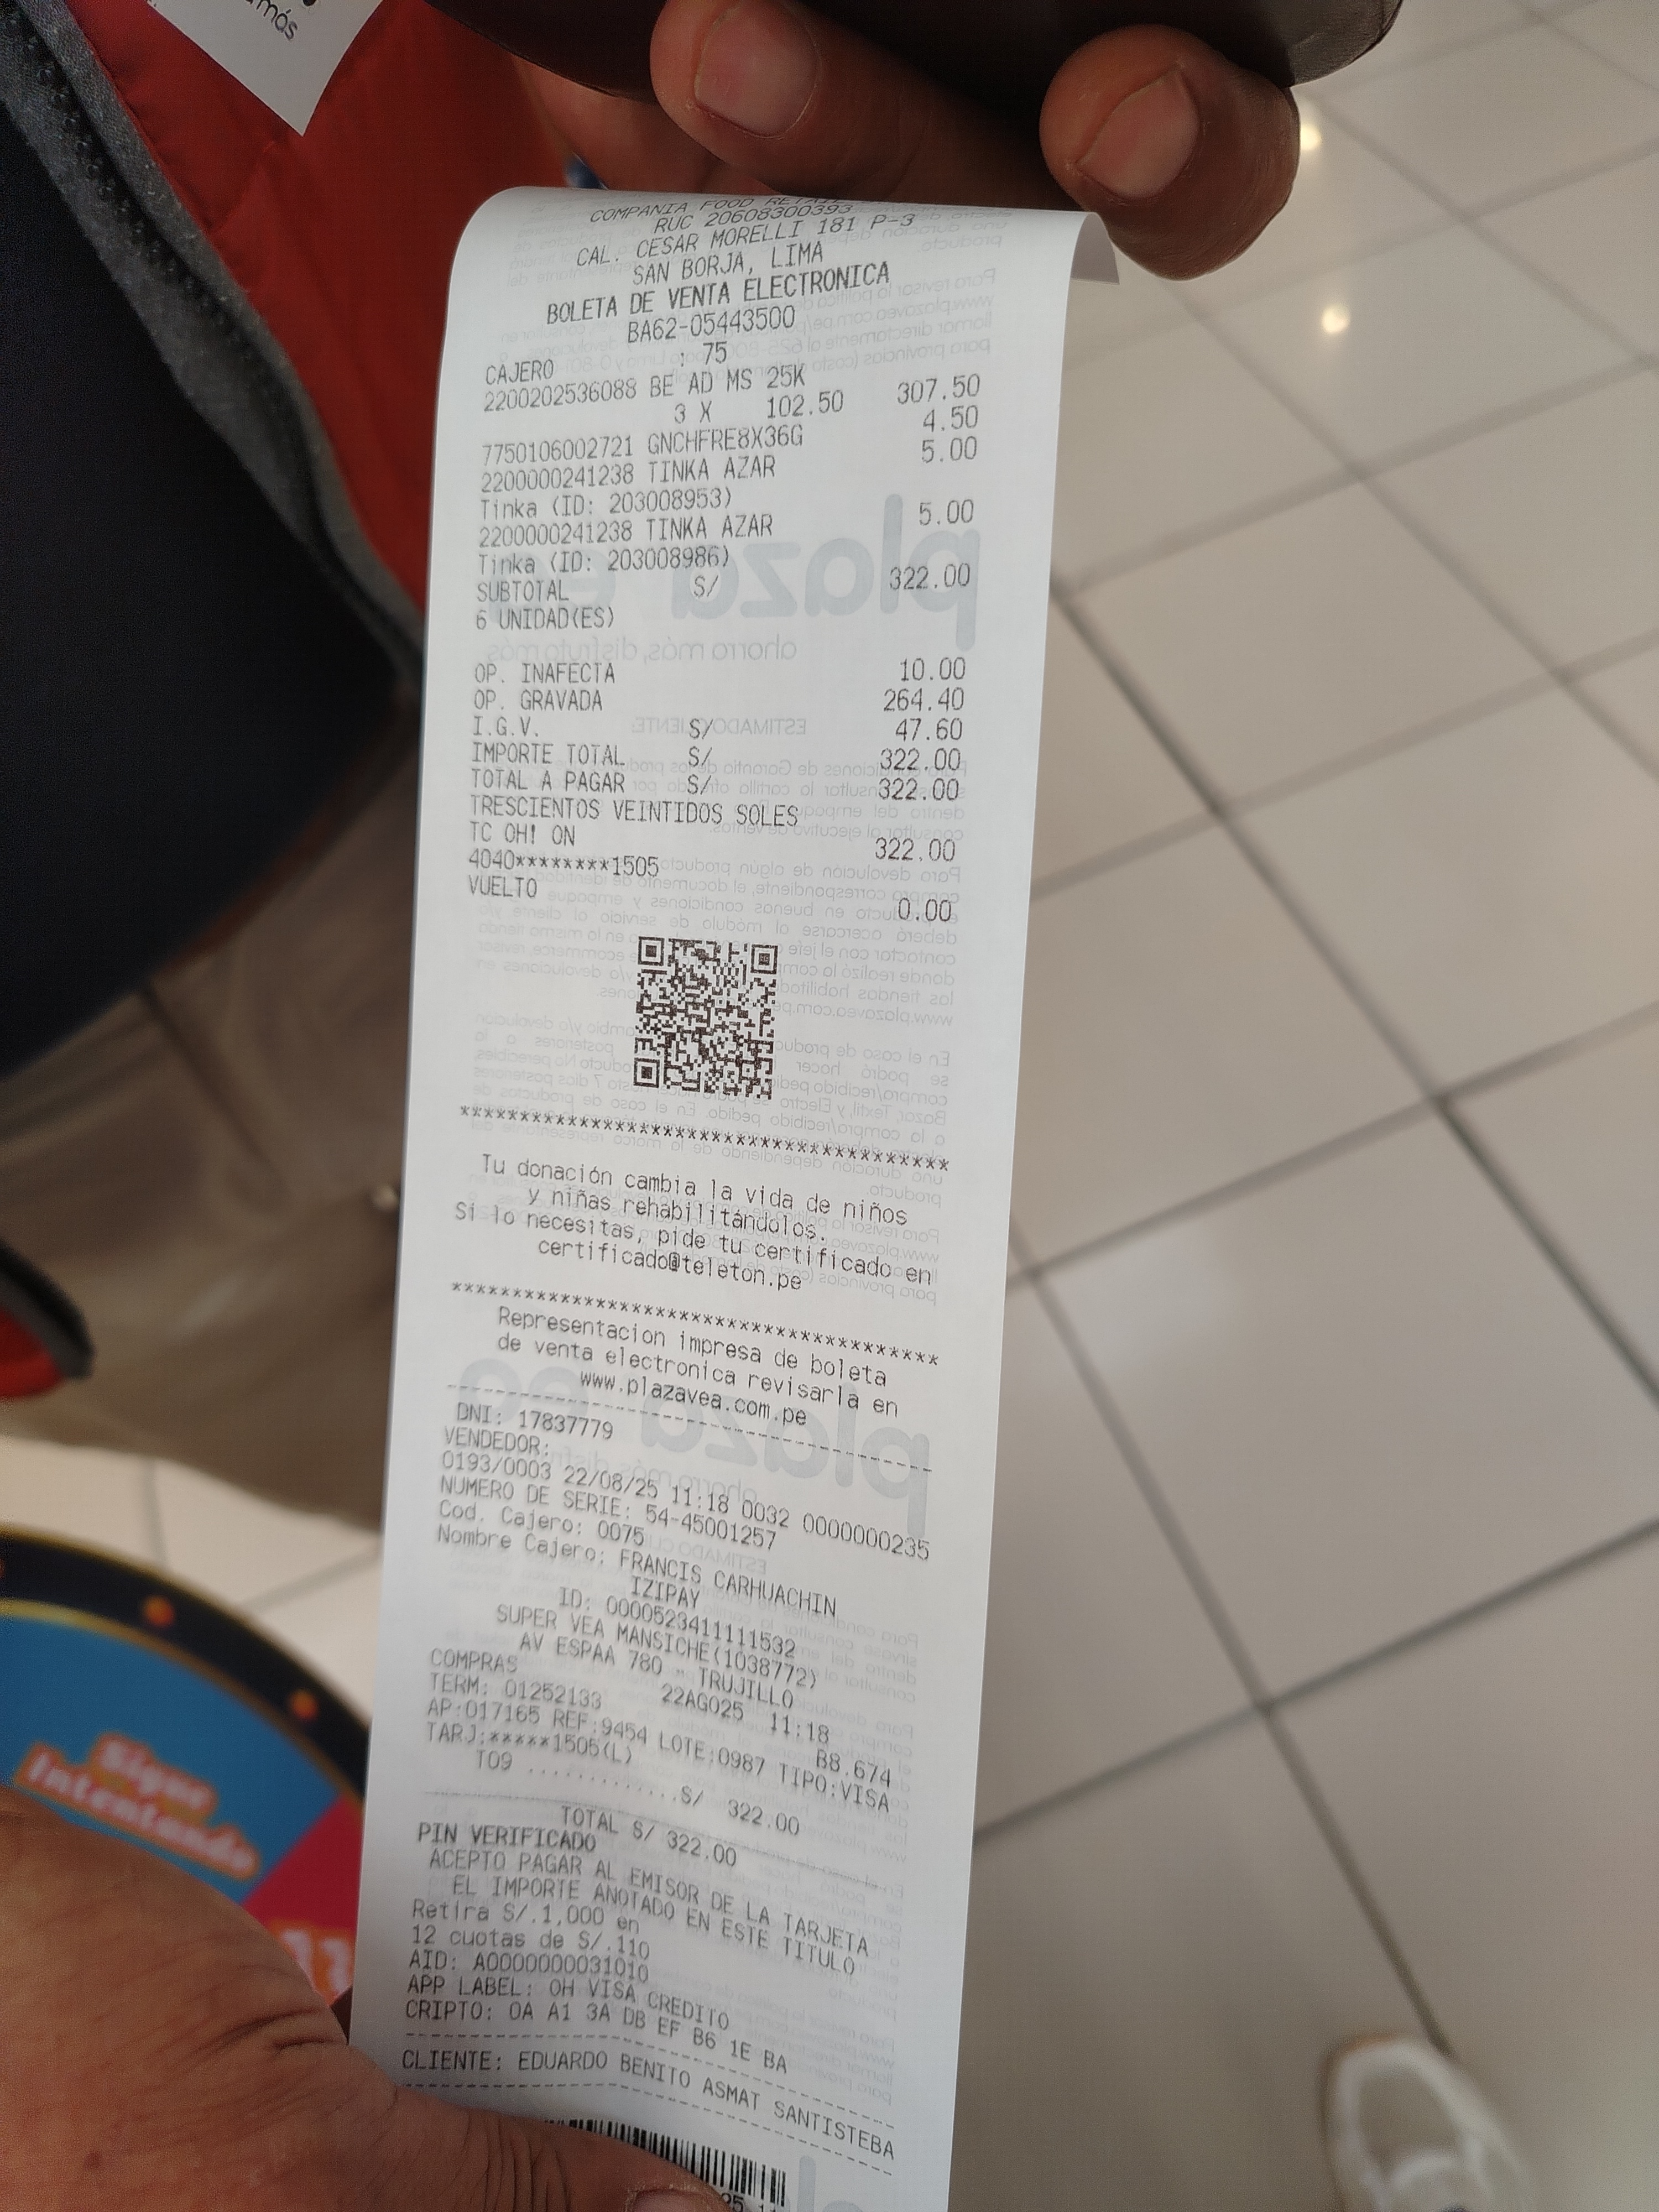 más
COMPAÑIA FOOD RETAIL
RUC 20608300393
CAL. CESAR MORELLI 181 P-3
SAN BORJA, LIMA
BOLETA DE VENTA ELECTRONICA
BA62-05443500
CAJERO : 75
2200202536088 BE AD MS 25K
3 X 102.50 307.50
7750106002721 GNCHFRE8X36G 4.50
2200000241238 TINKA AZAR 5.00
Tinka (ID: 203008953)
2200000241238 TINKA AZAR 5.00
Tinka (ID: 203008986)
SUBTOTAL S/ 322.00
6 UNIDAD(ES)
OP. INAFECTA 10.00
OP. GRAVADA 264.40
I.G.V. S/ 47.60
IMPORTE TOTAL S/ 322.00
TOTAL A PAGAR S/ 322.00
TRESCIENTOS VEINTIDOS SOLES
TC OH! ON 322.00
4040********1505
VUELTO 0.00
****************************************
Tu donación cambia la vida de niños
y niñas rehabilitándolos.
Si lo necesitas, pide tu certificado en
certificado@teleton.pe
****************************************
Representacion impresa de boleta
de venta electronica revisarla en
www.plazavea.com.pe
----------------------------------------
DNI: 17837779
VENDEDOR:
0193/0003 22/08/25 11:18 0032 0000000235
NUMERO DE SERIE: 54-45001257
Cod. Cajero: 0075
Nombre Cajero: FRANCIS CARHUACHIN
IZIPAY
ID: 0000523411111532
SUPER VEA MANSICHE(1038772)
AV ESPAA 780 - TRUJILLO
COMPRAS 22AGO25 11:18
TERM: 01252133 B8.674
AP:017165 REF:9454 LOTE:0987 TIPO:VISA
TARJ:*****1505(L)
T09 .............S/ 322.00
TOTAL S/ 322.00
PIN VERIFICADO
ACEPTO PAGAR AL EMISOR DE LA TARJETA
EL IMPORTE ANOTADO EN ESTE TITULO
Retira S/.1,000 en
12 cuotas de S/.110
AID: A0000000031010
APP LABEL: OH VISA CREDITO
CRIPTO: 0A A1 3A DB EF B6 1E BA
----------------------------------------
CLIENTE: EDUARDO BENITO ASMAT SANTISTEBA
----------------------------------------
Sigue
Intentando